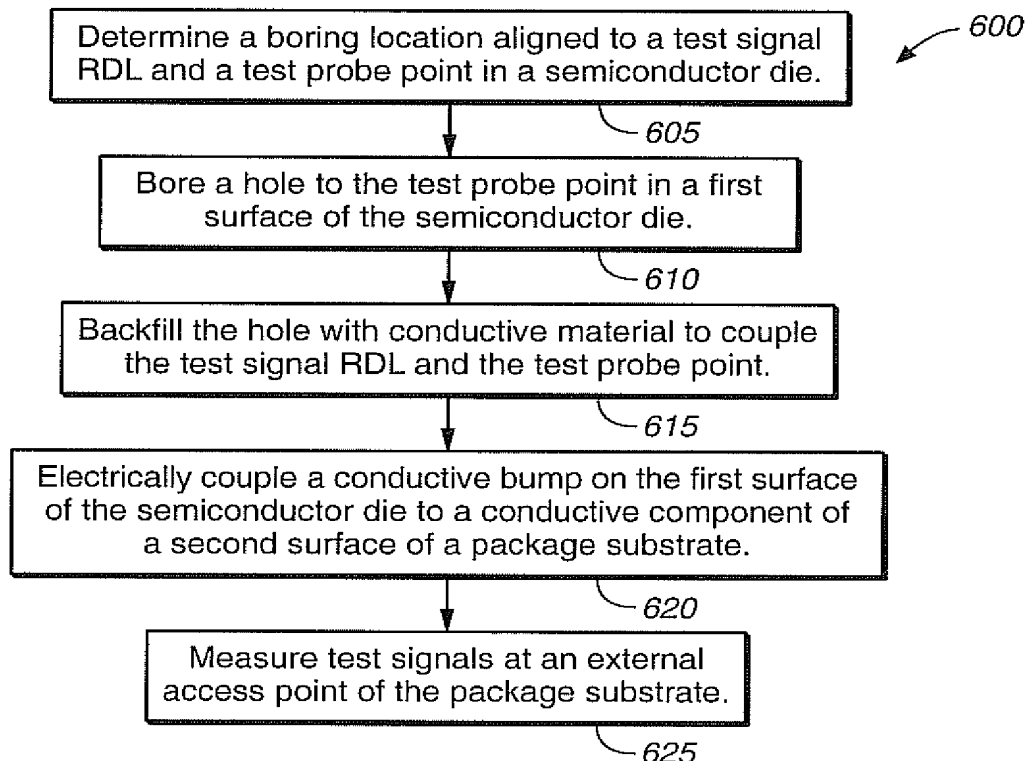 600
Determine a boring location aligned to a test signal
RDL and a test probe point in a semiconductor die.
605
Bore a hole to the test probe point in a first
surface of the semiconductor die.
610
Backfill the hole with conductive material to couple
the test signal RDL and the test probe point.
615
Electrically couple a conductive bump on the first surface
of the semiconductor die to a conductive component of
a second surface of a package substrate.
620
Measure test signals at an external
access point of the package substrate.
625